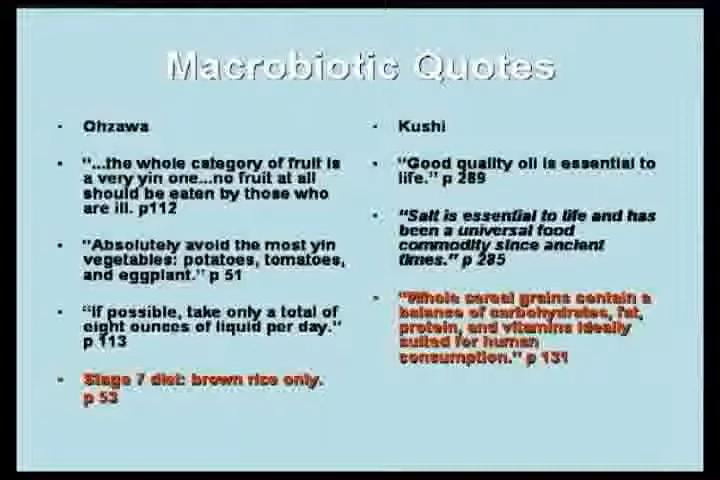 Macrobiotic Quotes
• Ohzawa
• "...the whole category of fruit is
a very yin one...no fruit at all
should be eaten by those who
are ill. p112
• "Absolutely avoid the most yin
vegetables: potatoes, tomatoes,
and eggplant." p 51
• "If possible, take only a total of
eight ounces of liquid per day."
p 113
• Stage 7 diet: brown rice only.
p 53
• Kushi
• "Good quality oil is essential to
life." p 289
• "Salt is essential to life and has
been a universal food
commodity since ancient
times." p 285
• "Whole cereal grains contain a
balance of carbohydrates, fat,
protein, and vitamins ideally
suited for human
consumption." p 131